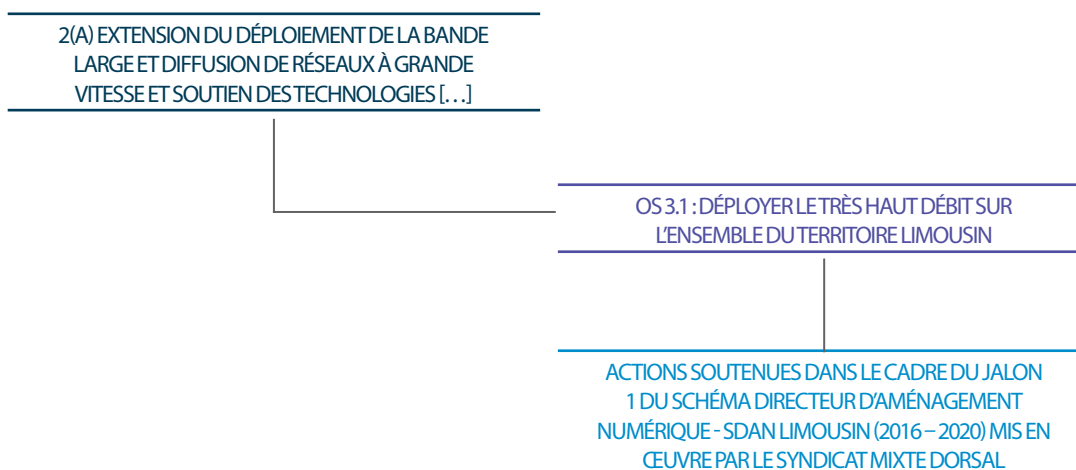 2(A) EXTENSION DU DÉPLOIEMENT DE LA BANDE
LARGE ET DIFFUSION DE RÉSEAUX À GRANDE
VITESSE ET SOUTIEN DES TECHNOLOGIES […]
OS 3.1 : DÉPLOYER LE TRÈS HAUT DÉBIT SUR
L’ENSEMBLE DU TERRITOIRE LIMOUSIN
ACTIONS SOUTENUES DANS LE CADRE DU JALON
1 DU SCHÉMA DIRECTEUR D’AMÉNAGEMENT
NUMÉRIQUE - SDAN LIMOUSIN (2016 – 2020) MIS EN
ŒUVRE PAR LE SYNDICAT MIXTE DORSAL